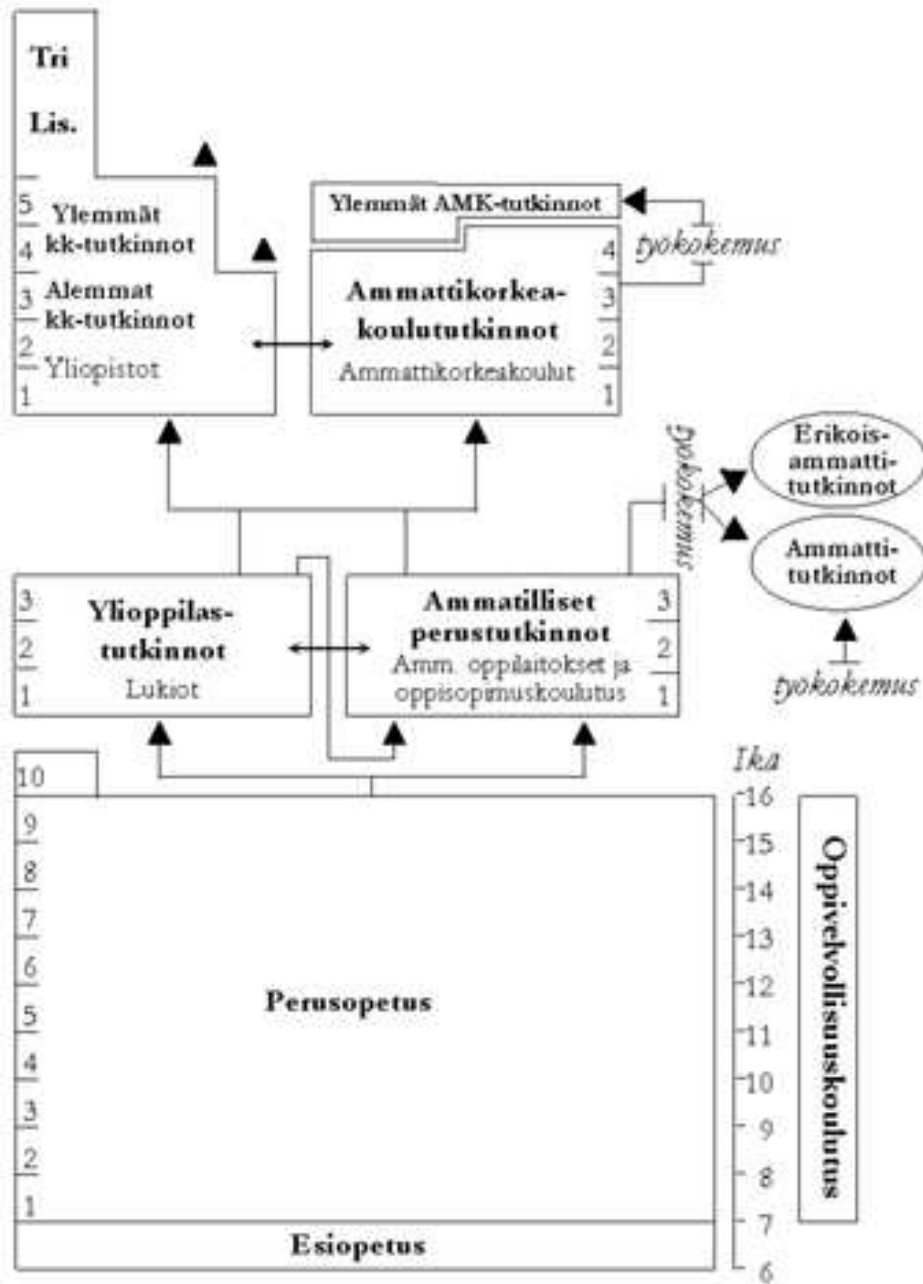 Tri
Lis.
5
Ylemmät
kk-tutkinnot
4
3
Alemmat
kk-tutkinnot
2
Yliopistot
1
Ylemmät AMK-tutkinnot
työkokemus
Ammattikorkea-
koulututkinnot
Ammattikorkeakoulut
4
3
2
1
työkokemus
Erikois-
ammatti-
tutkinnot
Ammatti-
tutkinnot
työkokemus
3
2
1
Ylioppilas-
tutkinnot
Lukiot
Ammatilliset
perustutkinnot
Amm. oppilaitokset ja
oppisopimuskoulutus
3
2
1
10
9
8
7
6
5
4
3
2
1
Perusopetus
Esiopetus
Ika
16
15
14
13
12
11
10
9
8
7
6
Oppivelvollisuuskoulutus